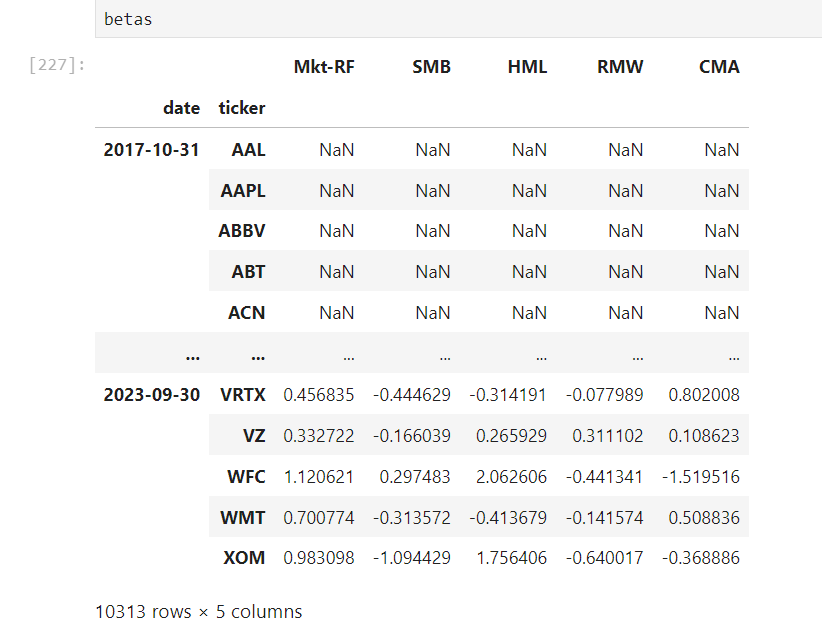 betas
[227]:
Mkt-RF SMB HML RMW CMA
date ticker
2017-10-31 AAL NaN NaN NaN NaN NaN
AAPL NaN NaN NaN NaN NaN
ABBV NaN NaN NaN NaN NaN
ABT NaN NaN NaN NaN NaN
ACN NaN NaN NaN NaN NaN
... ... ... ... ... ... ...
2023-09-30 VRTX 0.456835 -0.444629 -0.314191 -0.077989 0.802008
VZ 0.332722 -0.166039 0.265929 0.311102 0.108623
WFC 1.120621 0.297483 2.062606 -0.441341 -1.519516
WMT 0.700774 -0.313572 -0.413679 -0.141574 0.508836
XOM 0.983098 -1.094429 1.756406 -0.640017 -0.368886
10313 rows × 5 columns